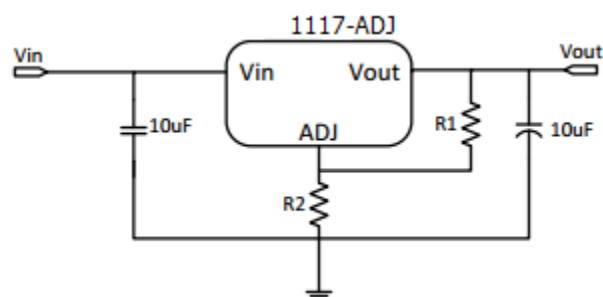 1117-ADJ
Vin
Vout
Vin
Vout
10uF
R1
10uF
ADJ
R2